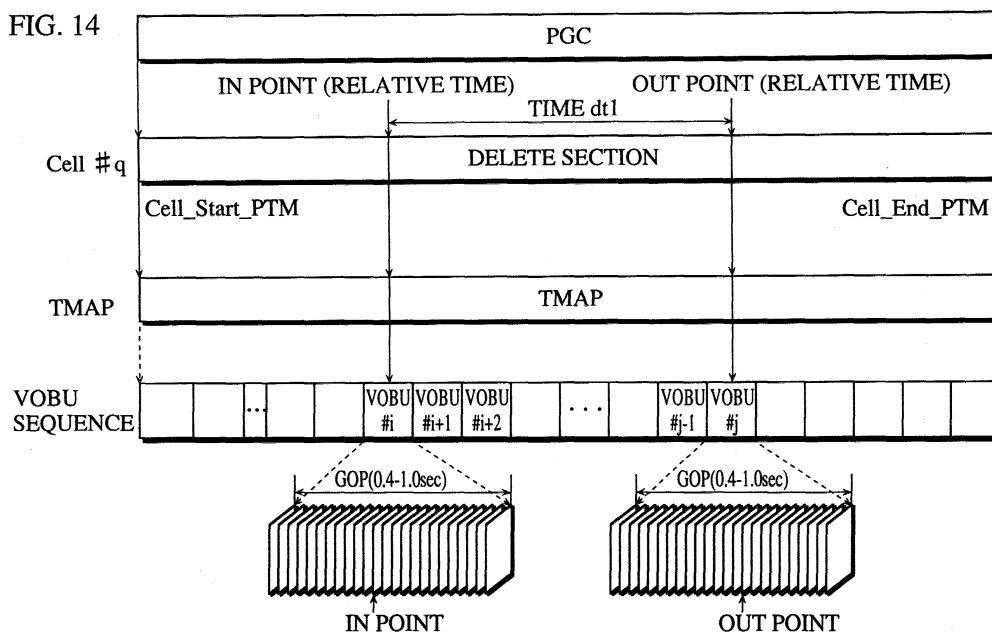 FIG. 14
PGC
IN POINT (RELATIVE TIME) OUT POINT (RELATIVE TIME)
TIME dt1
Cell #q DELETE SECTION
Cell_Start_PTM Cell_End_PTM
TMAP TMAP
VOBU SEQUENCE
...
VOBU #i
VOBU #i+1
VOBU #i+2
...
VOBU #j-1
VOBU #j
GOP(0.4-1.0sec) GOP(0.4-1.0sec)
IN POINT OUT POINT